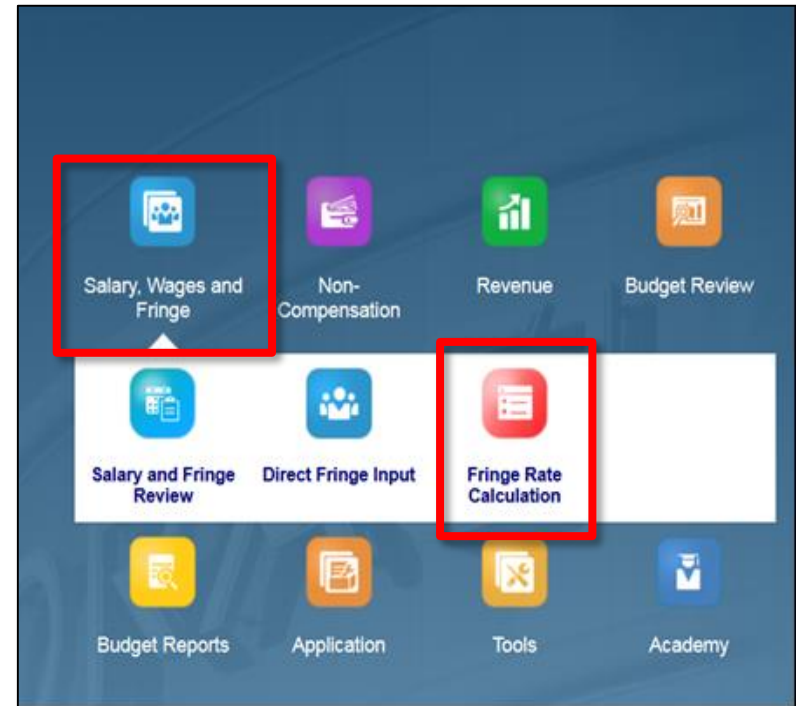 Salary, Wages and
Fringe
Non-
Compensation
Revenue
Budget Review
Salary and Fringe
Review
Direct Fringe Input
Fringe Rate
Calculation
Budget Reports
Application
Tools
Academy